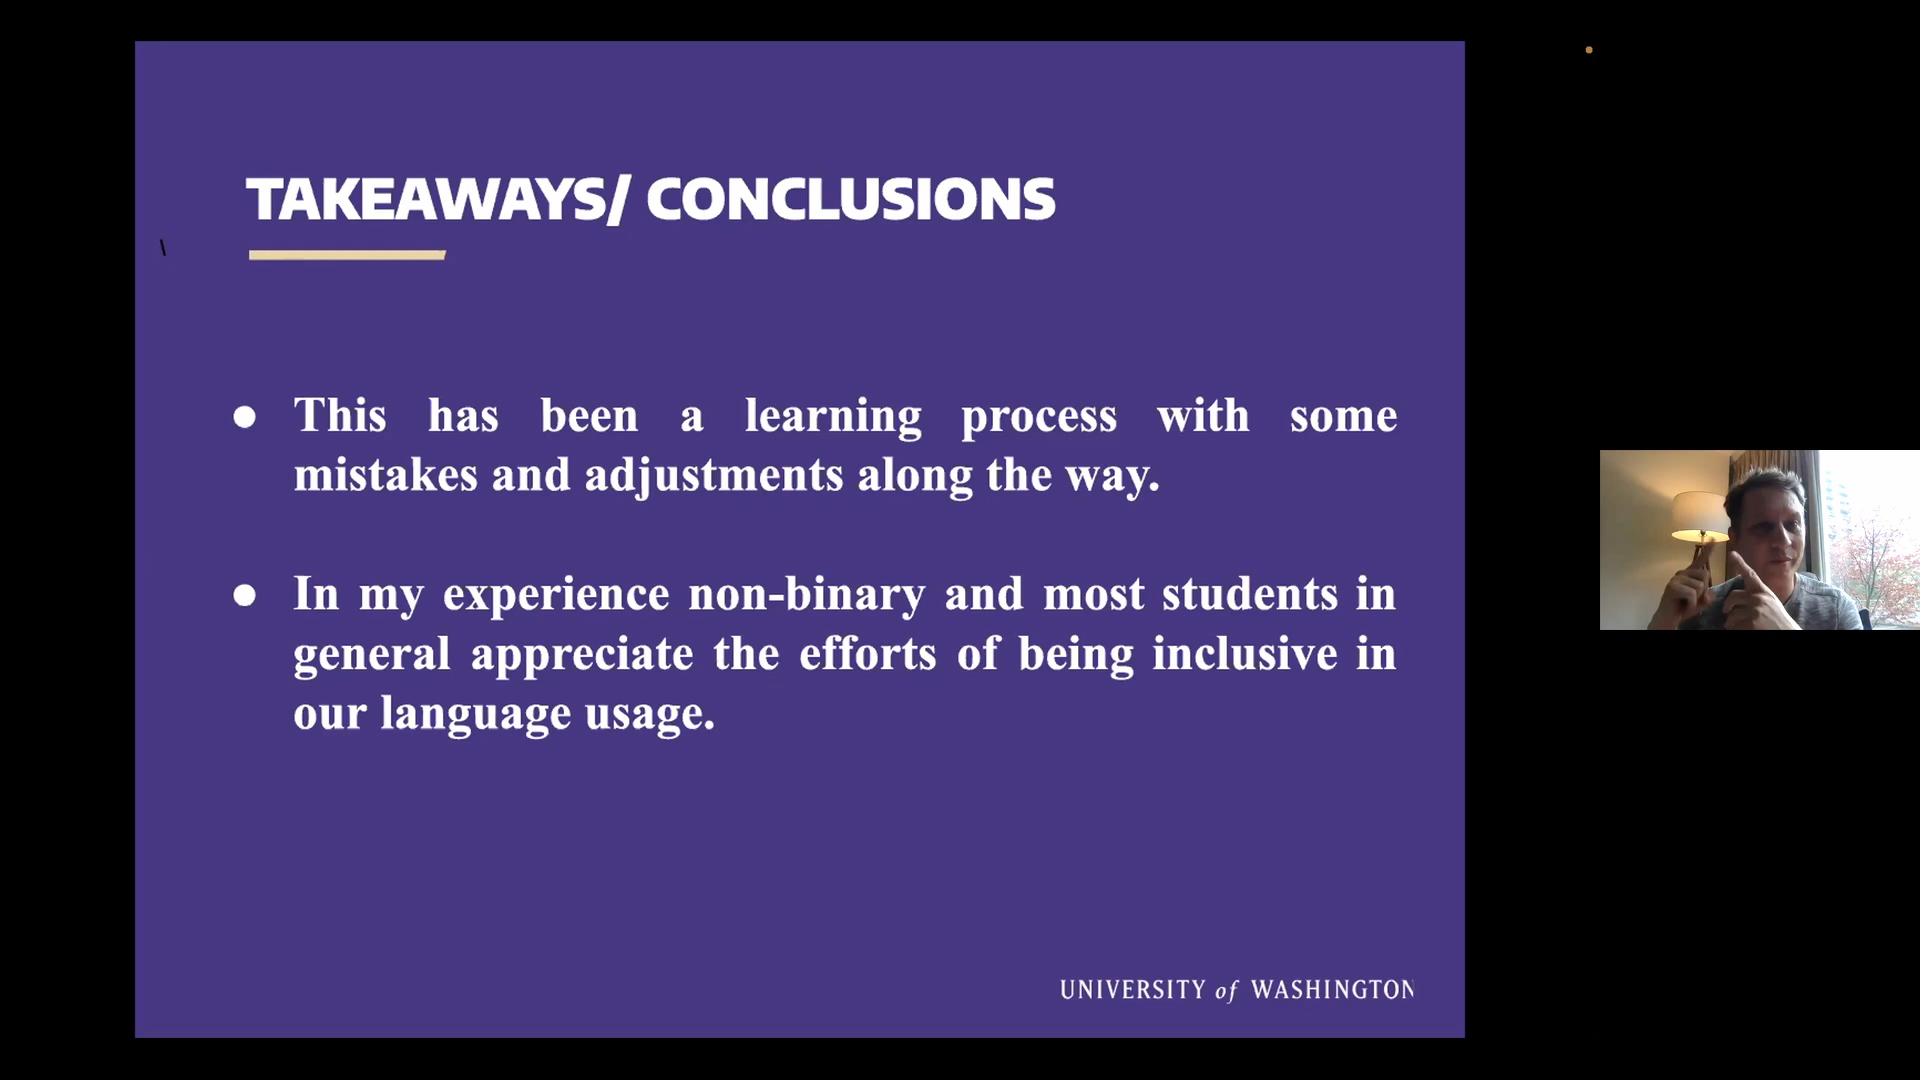 TAKEAWAYS/ CONCLUSIONS
● This has been a learning process with some
mistakes and adjustments along the way.
● In my experience non-binary and most students in
general appreciate the efforts of being inclusive in
our language usage.
UNIVERSITY of WASHINGTON